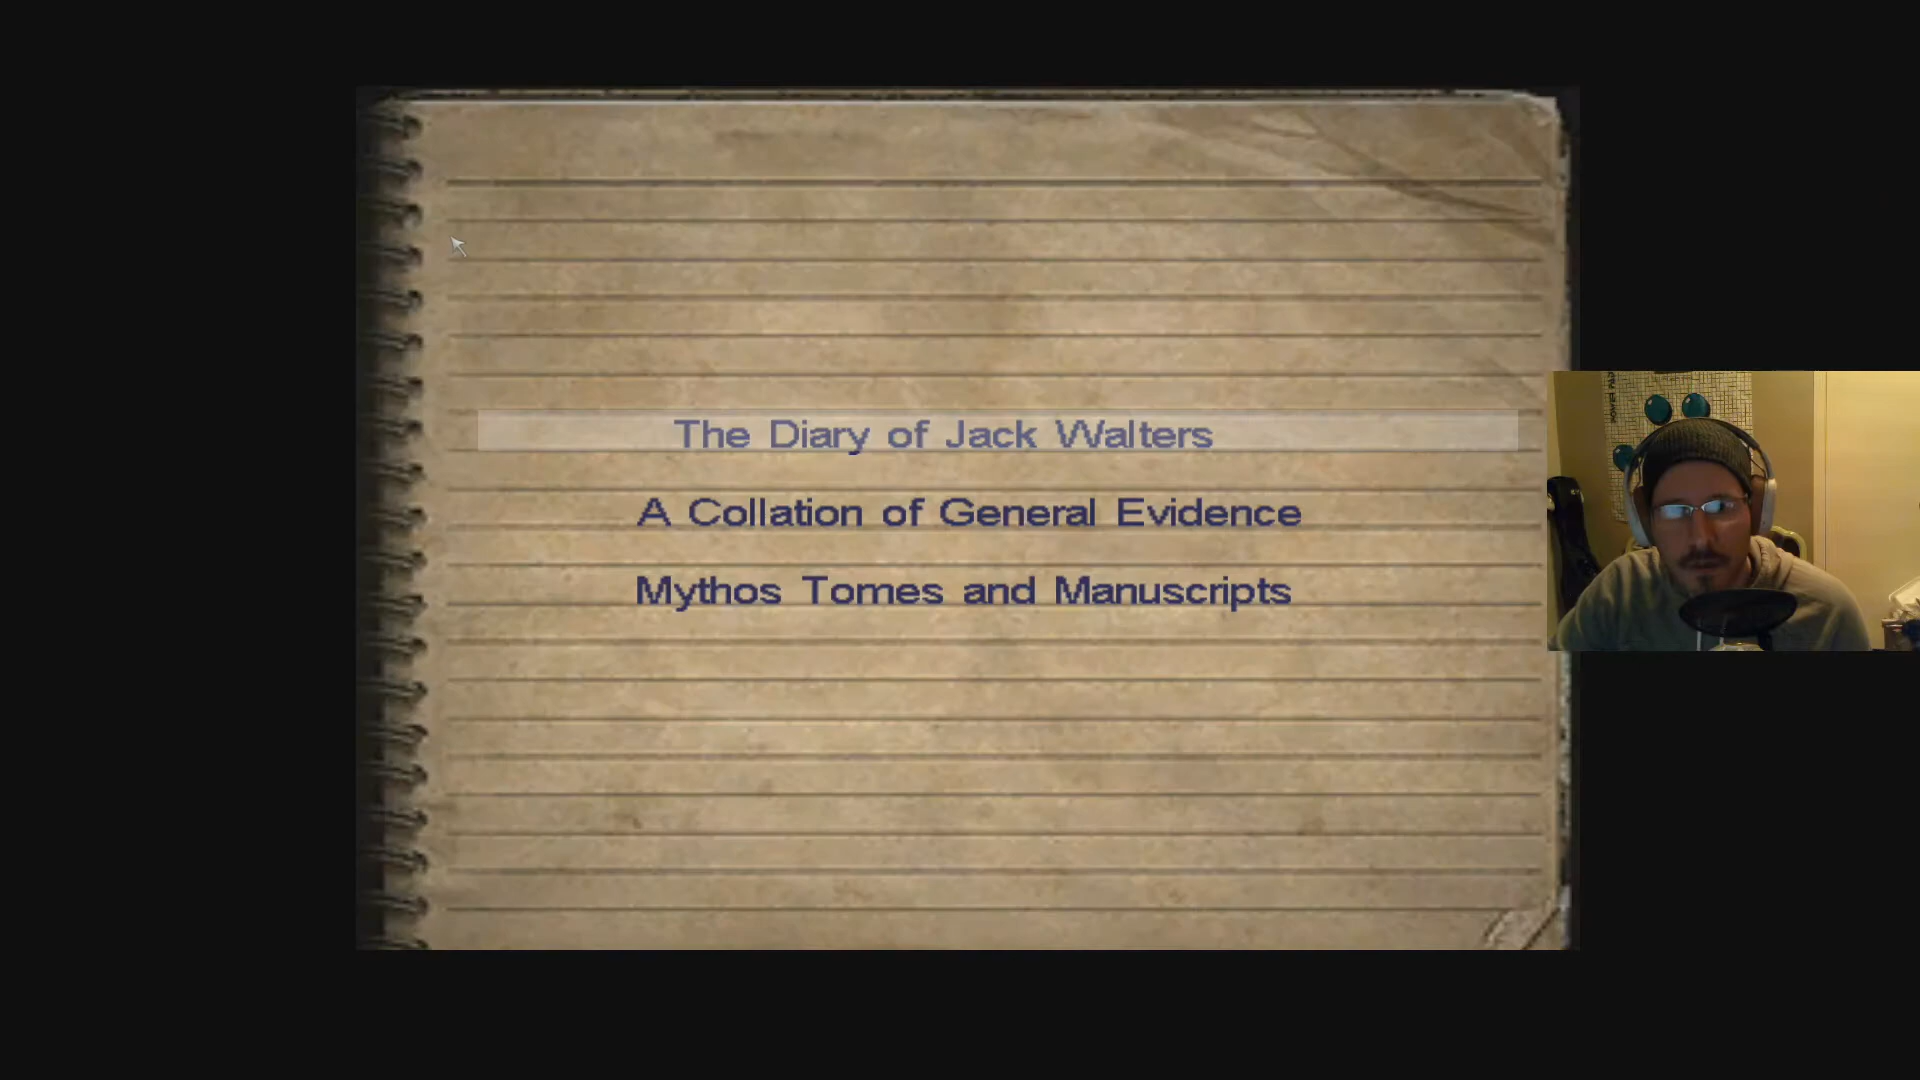 The Diary of Jack Walters
A Collation of General Evidence
Mythos Tomes and Manuscripts